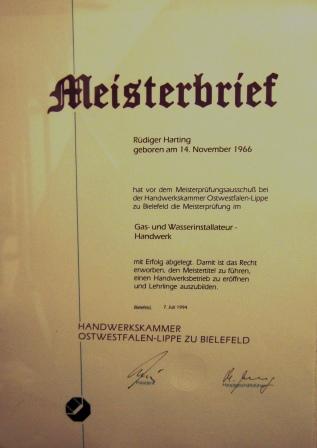 Meisterbrief
Rüdiger Harting
geboren am 14. November 1966
hat vor dem Meisterprüfungsausschuß bei
der Handwerkskammer Ostwestfalen-Lippe
zu Bielefeld die Meisterprüfung im
Gas- und Wasserinstallateur -
Handwerk
mit Erfolg abgelegt. Damit ist das Recht
erworben, den Meistertitel zu führen,
einen Handwerksbetrieb zu eröffnen
und Lehrlinge auszubilden.
Bielefeld, 7. Juli 1994
HANDWERKSKAMMER
OSTWESTFALEN-LIPPE ZU BIELEFELD
Präsident
Hauptgeschäftsführer